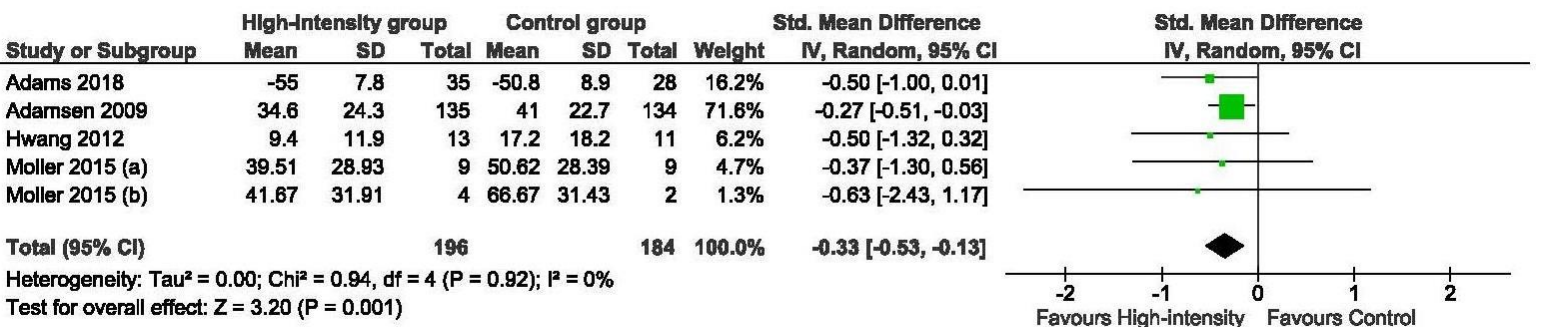 High-intensity group Control group Std. Mean Difference Std. Mean Difference
Study or Subgroup Mean SD Total Mean SD Total Weight IV, Random, 95% CI IV, Random, 95% CI
Adams 2018 -55 7.8 35 -50.8 8.9 28 16.2% -0.50 [-1.00, 0.01]
Adamsen 2009 34.6 24.3 135 41 22.7 134 71.6% -0.27 [-0.51, -0.03]
Hwang 2012 9.4 11.9 13 17.2 18.2 11 6.2% -0.50 [-1.32, 0.32]
Moller 2015 (a) 39.51 28.93 9 50.62 28.39 9 4.7% -0.37 [-1.30, 0.56]
Moller 2015 (b) 41.67 31.91 4 66.67 31.43 2 1.3% -0.63 [-2.43, 1.17]
Total (95% CI) 196 184 100.0% -0.33 [-0.53, -0.13]
Heterogeneity: Tau² = 0.00; Chi² = 0.94, df = 4 (P = 0.92); I² = 0%
Test for overall effect: Z = 3.20 (P = 0.001)
-2 -1 0 1 2
Favours High-intensity Favours Control